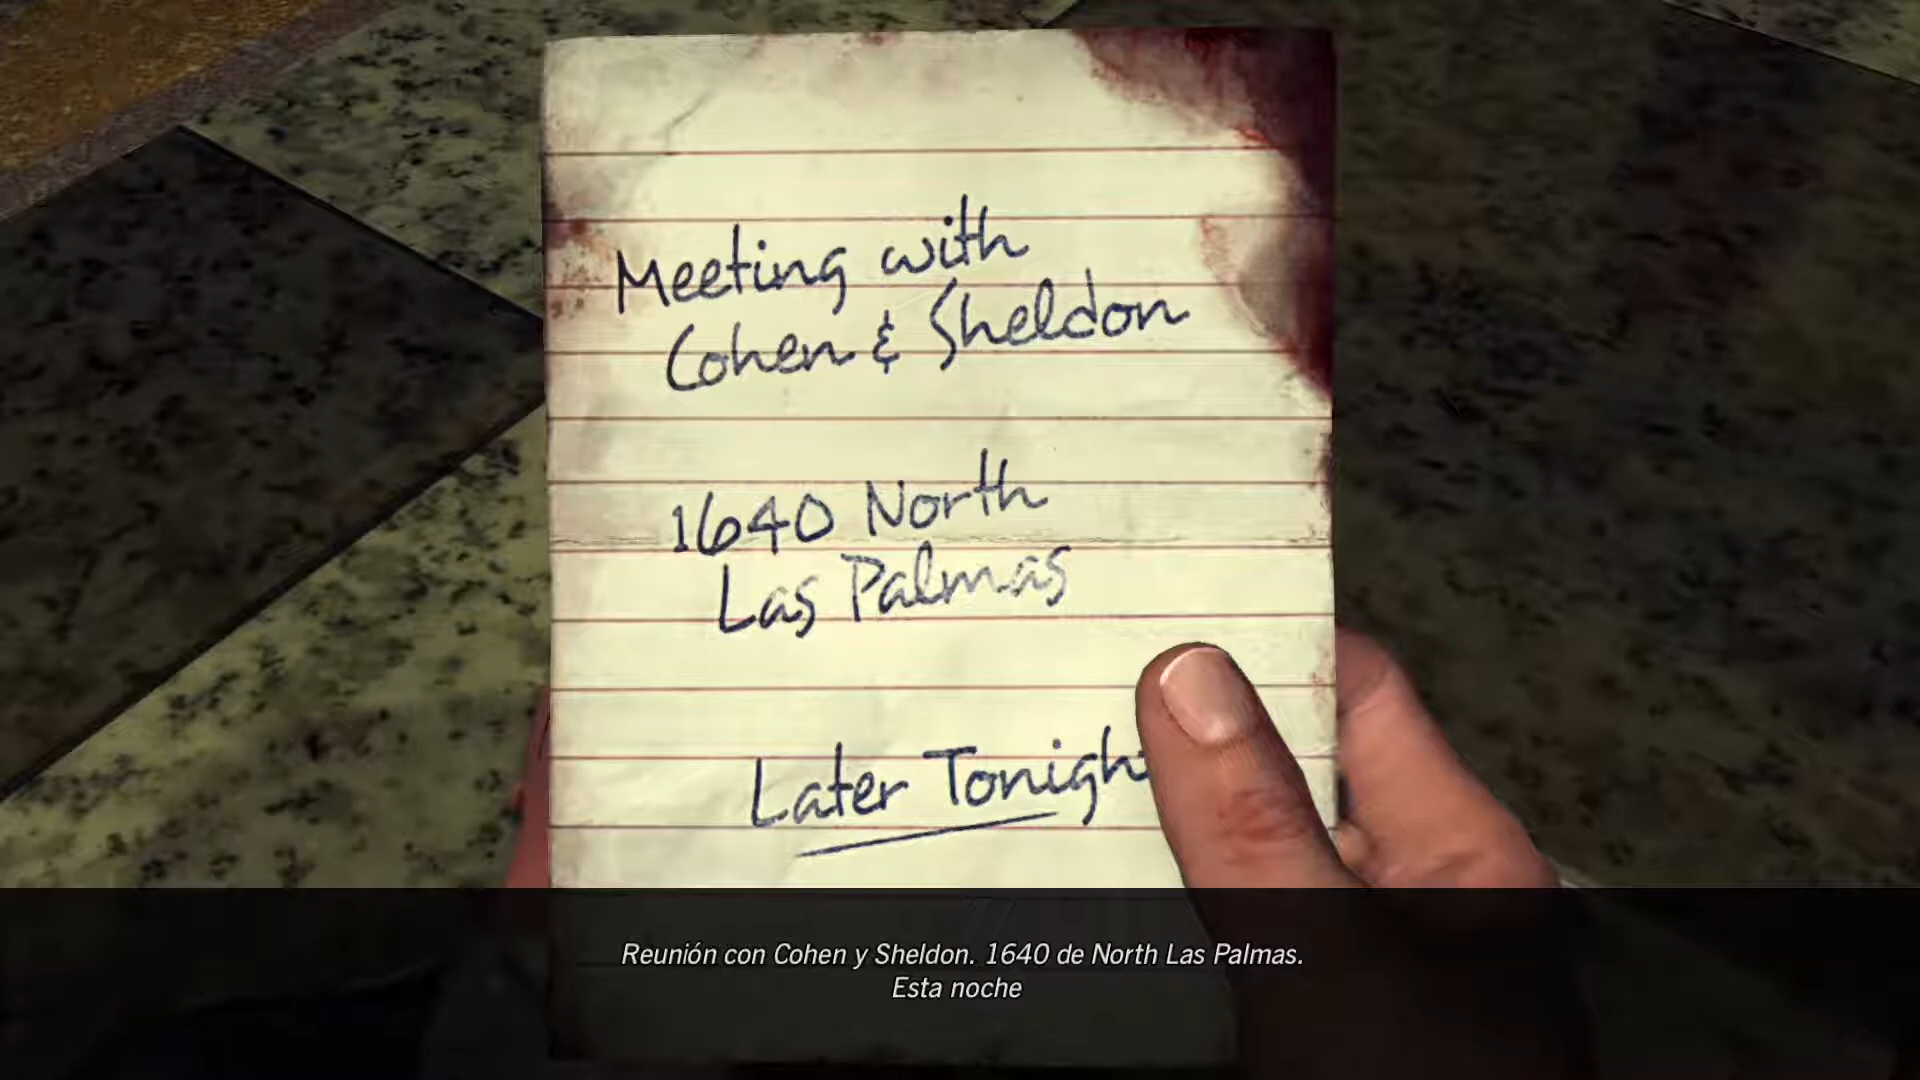 Meeting with
Cohen & Sheldon
1640 North
Las Palmas
Later Tonigh
Reunión con Cohen y Sheldon. 1640 de North Las Palmas.
Esta noche